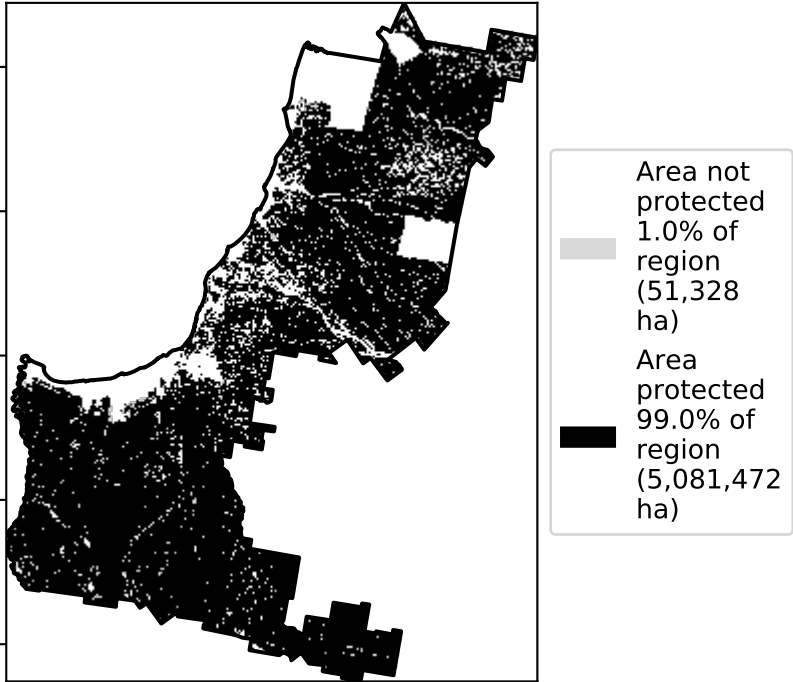 Area not
protected
1.0% of
region
(51,328
ha)
Area
protected
99.0% of
region
(5,081,472
ha)